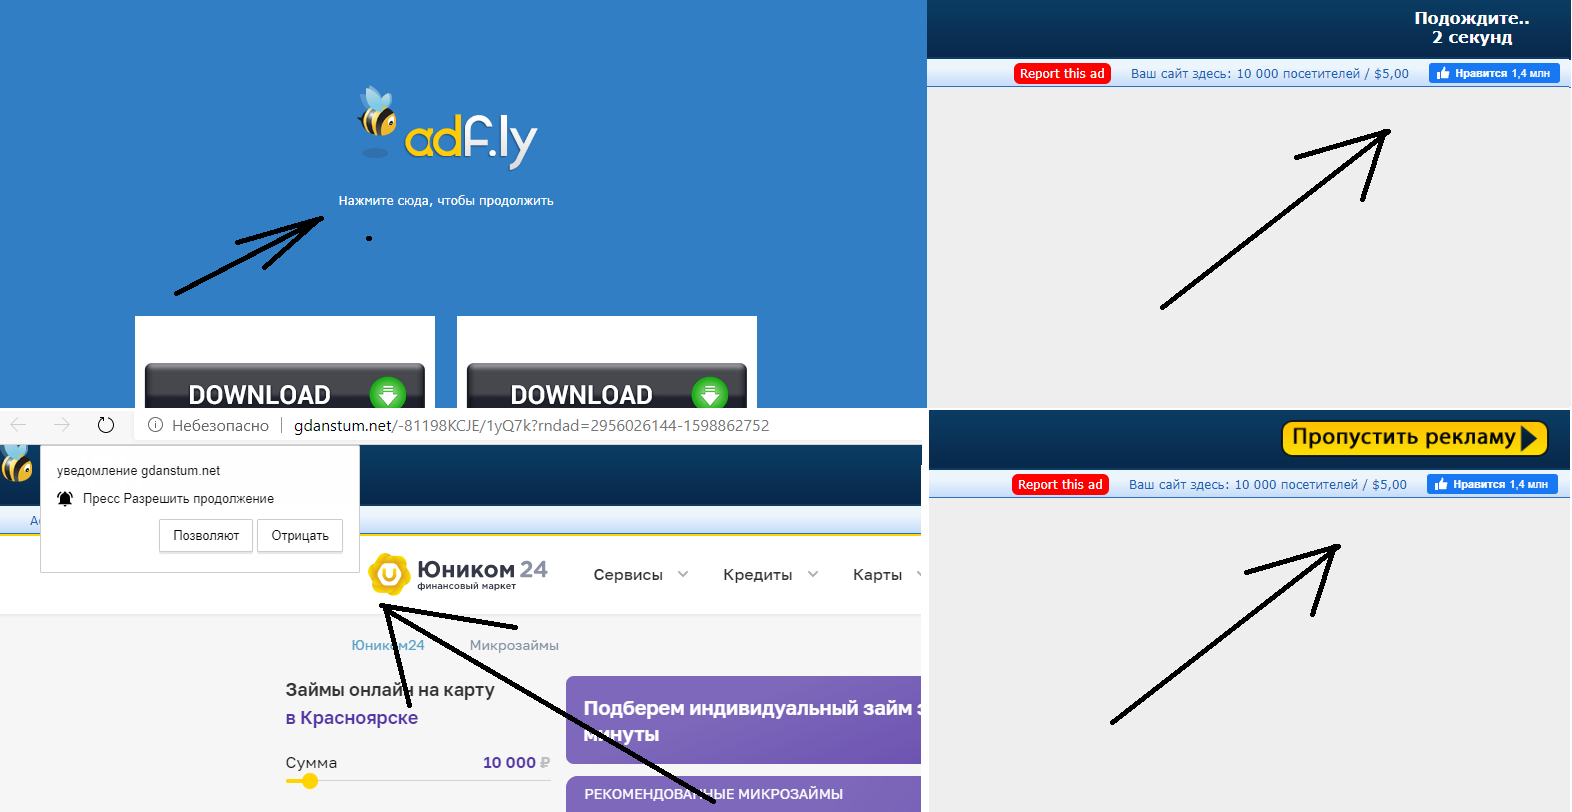 adf.ly
Нажмите сюда, чтобы продолжить
DOWNLOAD
DOWNLOAD
Подождите..
2 секунд
Report this ad
Ваш сайт здесь: 10 000 посетителей / $5,00
Нравится 1,4 млн
Небезопасно
gdanstum.net/-81198KCJE/1yQ7k?rndad=2956026144-1598862752
уведомление gdanstum.net
Пресс Разрешить продолжение
Позволяют
Отрицать
Юником 24
финансовый маркет
Сервисы
Кредиты
Карты
Юником24
Микрозаймы
Займы онлайн на карту
в Красноярске
Сумма
10 000 ₽
Подберем индивидуальный займ
минуты
РЕКОМЕНДОВАННЫЕ МИКРОЗАЙМЫ
Пропустить рекламу
Report this ad
Ваш сайт здесь: 10 000 посетителей / $5,00
Нравится 1,4 млн